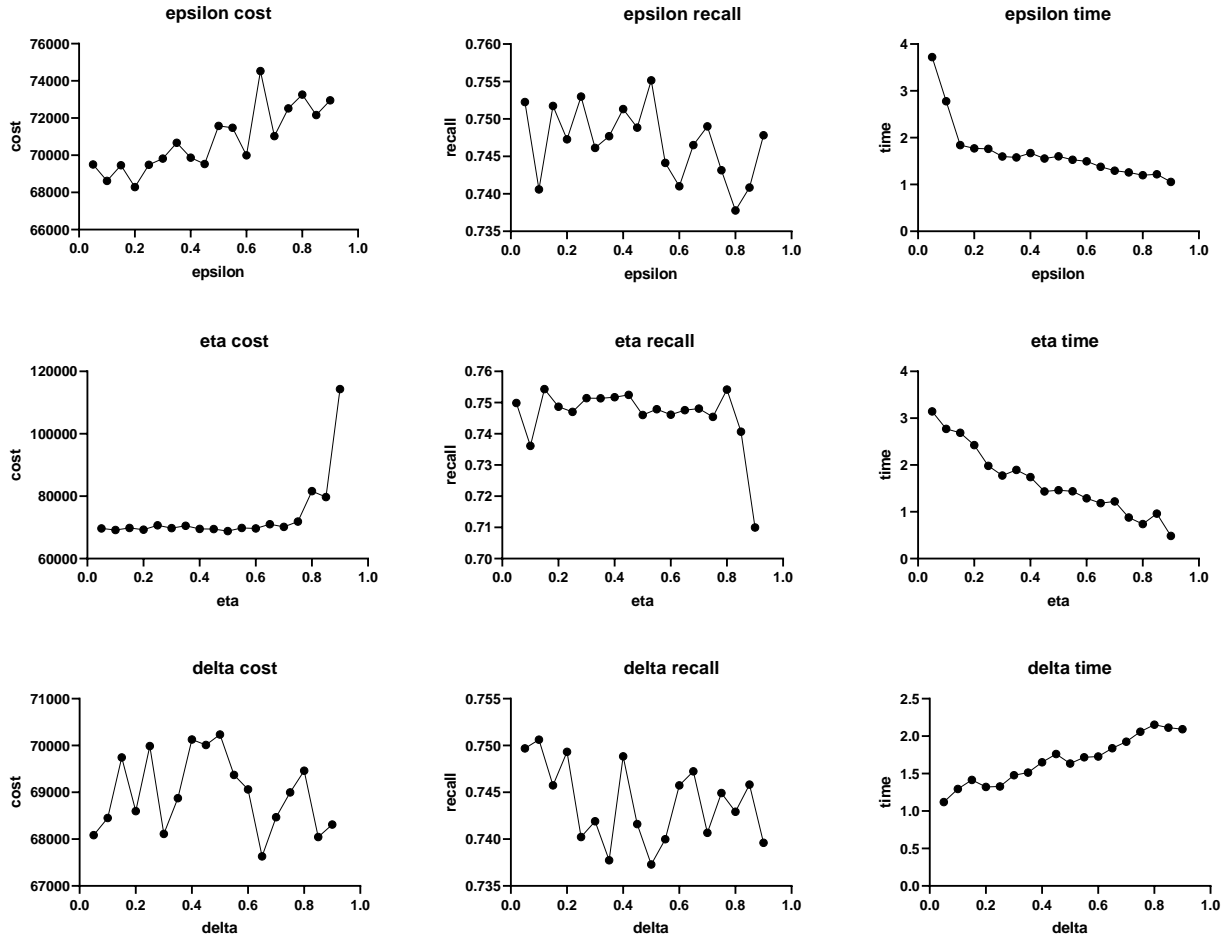 epsilon cost
76000
74000
72000
70000
68000
66000
cost
0.0 0.2 0.4 0.6 0.8 1.0
epsilon
epsilon recall
0.760
0.755
0.750
0.745
0.740
0.735
recall
0.0 0.2 0.4 0.6 0.8 1.0
epsilon
epsilon time
4
3
2
1
0
time
0.0 0.2 0.4 0.6 0.8 1.0
epsilon
eta cost
120000
100000
80000
60000
cost
0.0 0.2 0.4 0.6 0.8 1.0
eta
eta recall
0.76
0.75
0.74
0.73
0.72
0.71
0.70
recall
0.0 0.2 0.4 0.6 0.8 1.0
eta
eta time
4
3
2
1
0
time
0.0 0.2 0.4 0.6 0.8 1.0
eta
delta cost
71000
70000
69000
68000
67000
cost
0.0 0.2 0.4 0.6 0.8 1.0
delta
delta recall
0.755
0.750
0.745
0.740
0.735
recall
0.0 0.2 0.4 0.6 0.8 1.0
delta
delta time
2.5
2.0
1.5
1.0
0.5
0.0
time
0.0 0.2 0.4 0.6 0.8 1.0
delta